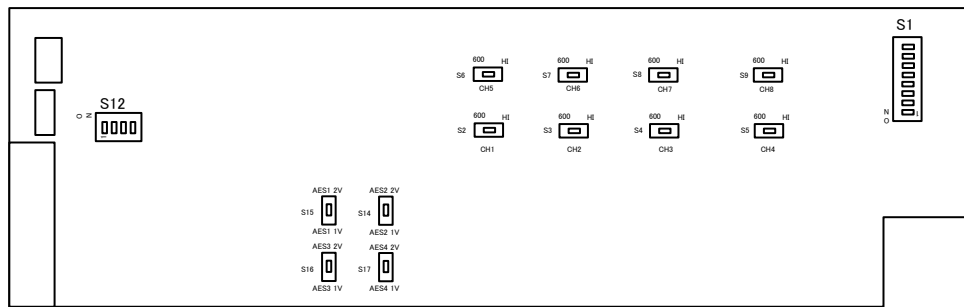 S1
600 HI 600 HI 600 HI 600 HI
S6 S7 S8 S9
CH5 CH6 CH7 CH8
S12
ON
1
N
O
1
600 HI 600 HI 600 HI 600 HI
S2 S3 S4 S5
CH1 CH2 CH3 CH4
AES1 2V AES2 2V
S15 S14
AES1 1V AES2 1V
AES3 2V AES4 2V
S16 S17
AES3 1V AES4 1V